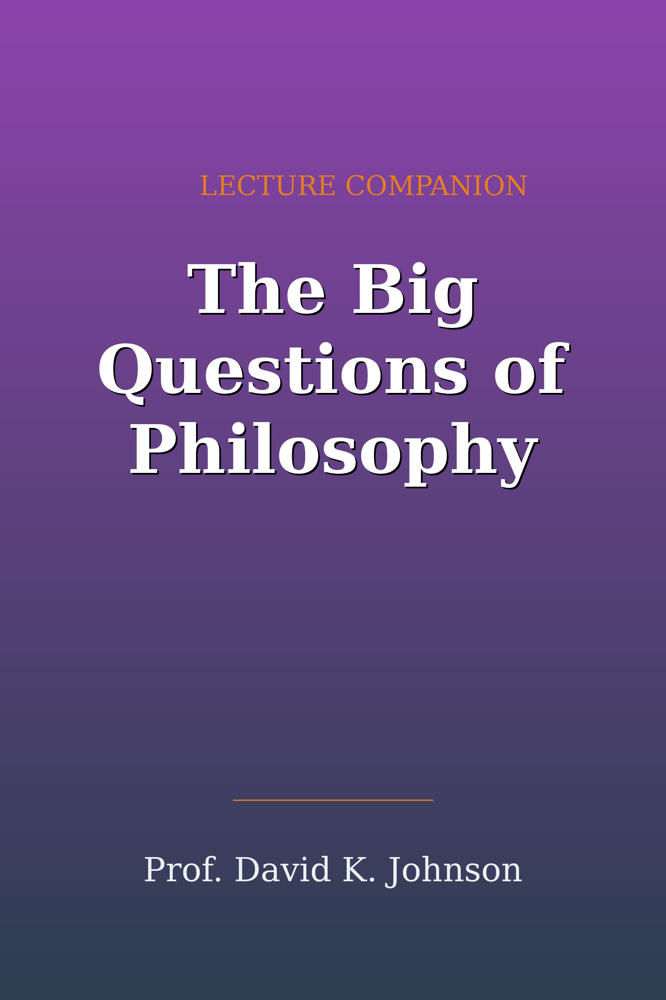 LECTURE COMPANION
The Big
Questions of
Philosophy
Prof. David K. Johnson